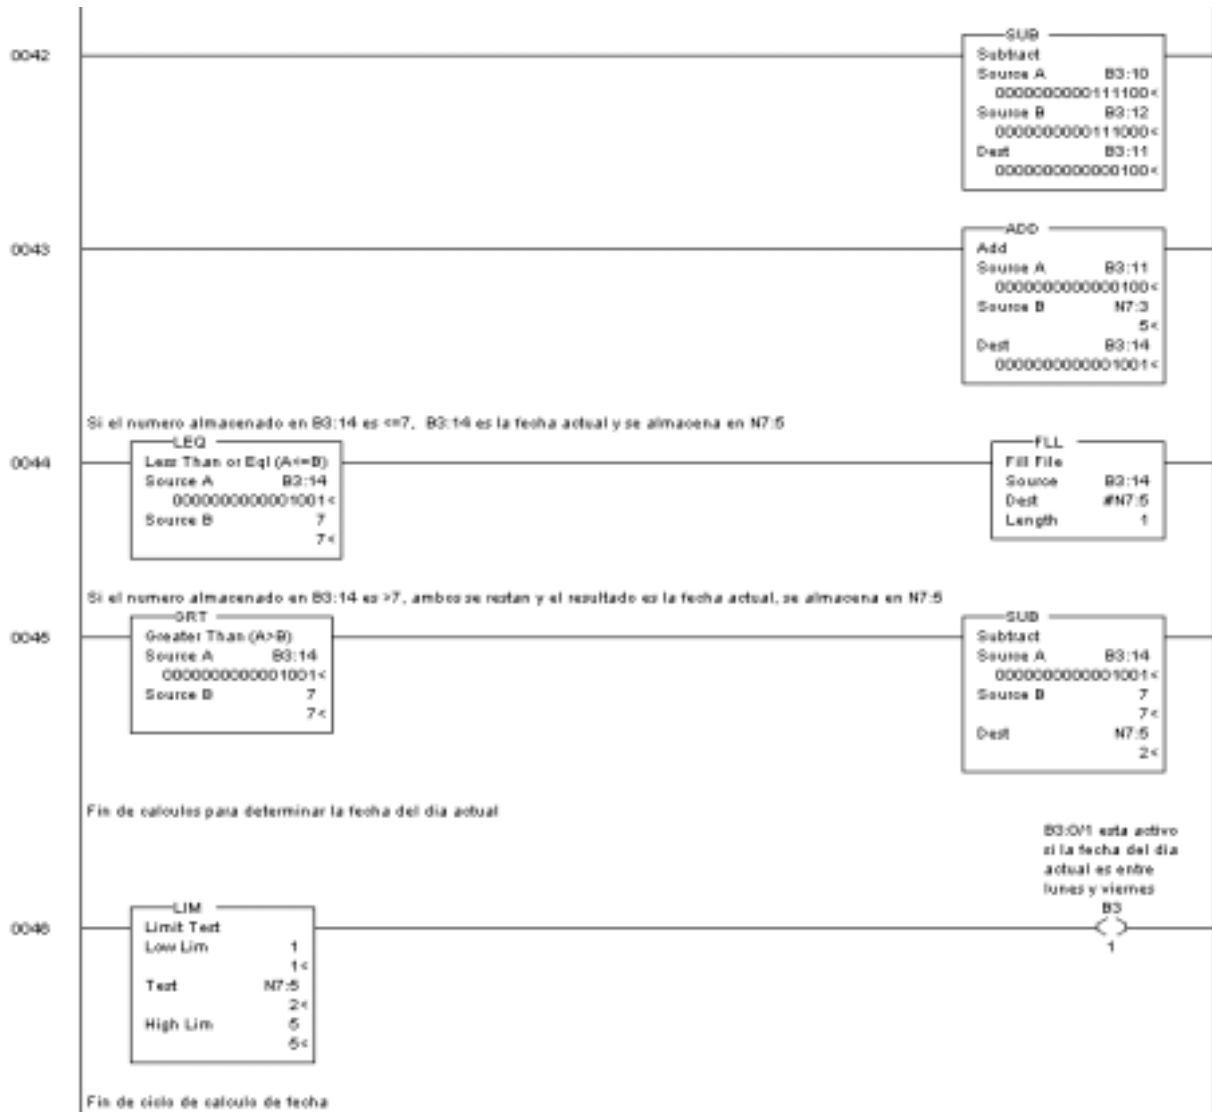 0042
SUB
Subtract
Source A B3:10
0000000000111100<
Source B B3:12
0000000000111000<
Dest B3:11
0000000000000100<
0043
ADD
Add
Source A B3:11
0000000000000100<
Source B N7:3
5<
Dest B3:14
0000000000001001<
Si el numero almacenado en B3:14 es <=7, B3:14 es la fecha actual y se almacena en N7:5
0044
LEQ
Less Than or Eql (A<=B)
Source A B3:14
0000000000001001<
Source B 7
7<
FLL
Fill File
Source B3:14
Dest #N7:5
Length 1
Si el numero almacenado en B3:14 es >7, ambos se restan y el resultado es la fecha actual, se almacena en N7:5
0045
GRT
Greater Than (A>B)
Source A B3:14
0000000000001001<
Source B 7
7<
SUB
Subtract
Source A B3:14
0000000000001001<
Source B 7
7<
Dest N7:5
2<
Fin de calculos para determinar la fecha del dia actual
B3:0/1 esta activo
si la fecha del dia
actual es entre
lunes y viernes
B3
1
0046
LIM
Limit Test
Low Lim 1
1<
Test N7:5
2<
High Lim 5
5<
Fin de ciclo de calculo de fecha